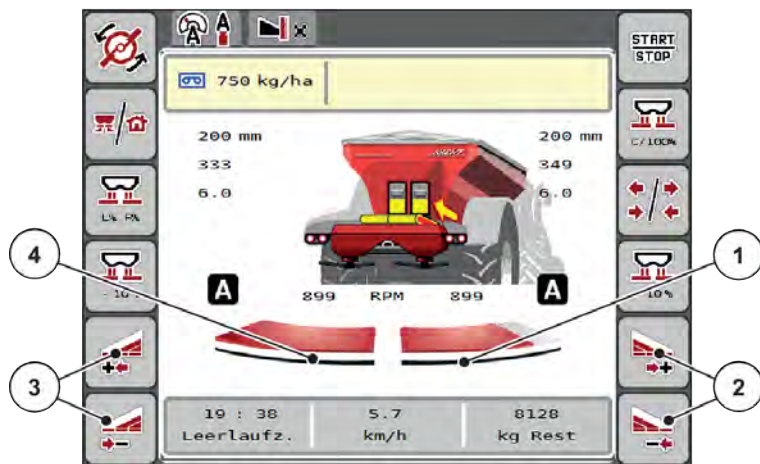 A
A
x
START
STOP
750 kg/ha
200 mm
200 mm
333
349
6.0
6.0
C/100%
L% R%
4
1
- 10%
10%
A
899 RPM 899
A
3
2
19 : 38
5.7
8128
Leerlaufz.
km/h
kg Rest